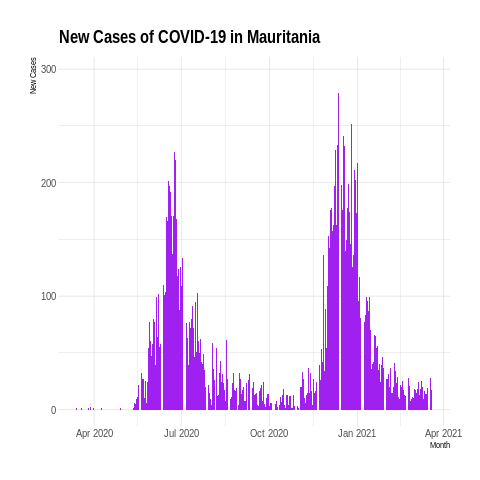 New Cases of COVID-19 in Mauritania
New Cases
300
200
100
0
Apr 2020 Jul 2020 Oct 2020 Jan 2021 Apr 2021
Month